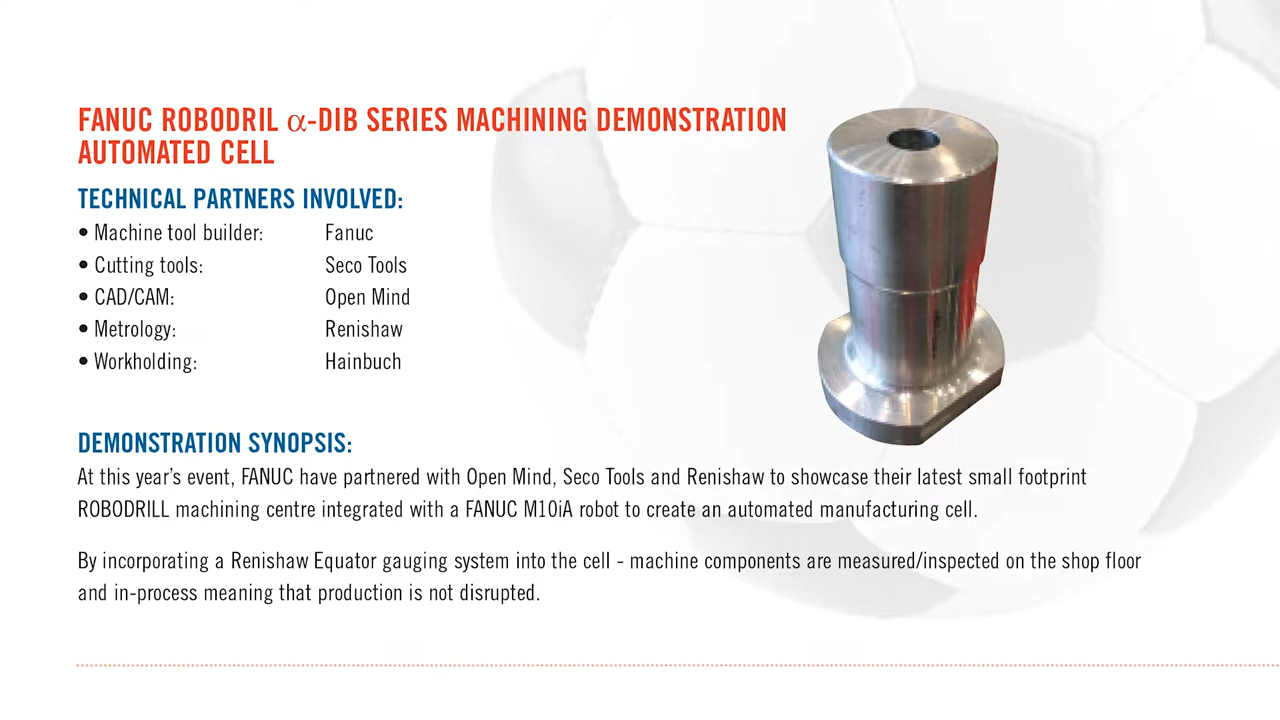 FANUC ROBODRIL α-DIB SERIES MACHINING DEMONSTRATION
AUTOMATED CELL
TECHNICAL PARTNERS INVOLVED:
• Machine tool builder: Fanuc
• Cutting tools: Seco Tools
• CAD/CAM: Open Mind
• Metrology: Renishaw
• Workholding: Hainbuch
DEMONSTRATION SYNOPSIS:
At this year’s event, FANUC have partnered with Open Mind, Seco Tools and Renishaw to showcase their latest small footprint
ROBODRILL machining centre integrated with a FANUC M10iA robot to create an automated manufacturing cell.
By incorporating a Renishaw Equator gauging system into the cell - machine components are measured/inspected on the shop floor
and in-process meaning that production is not disrupted.